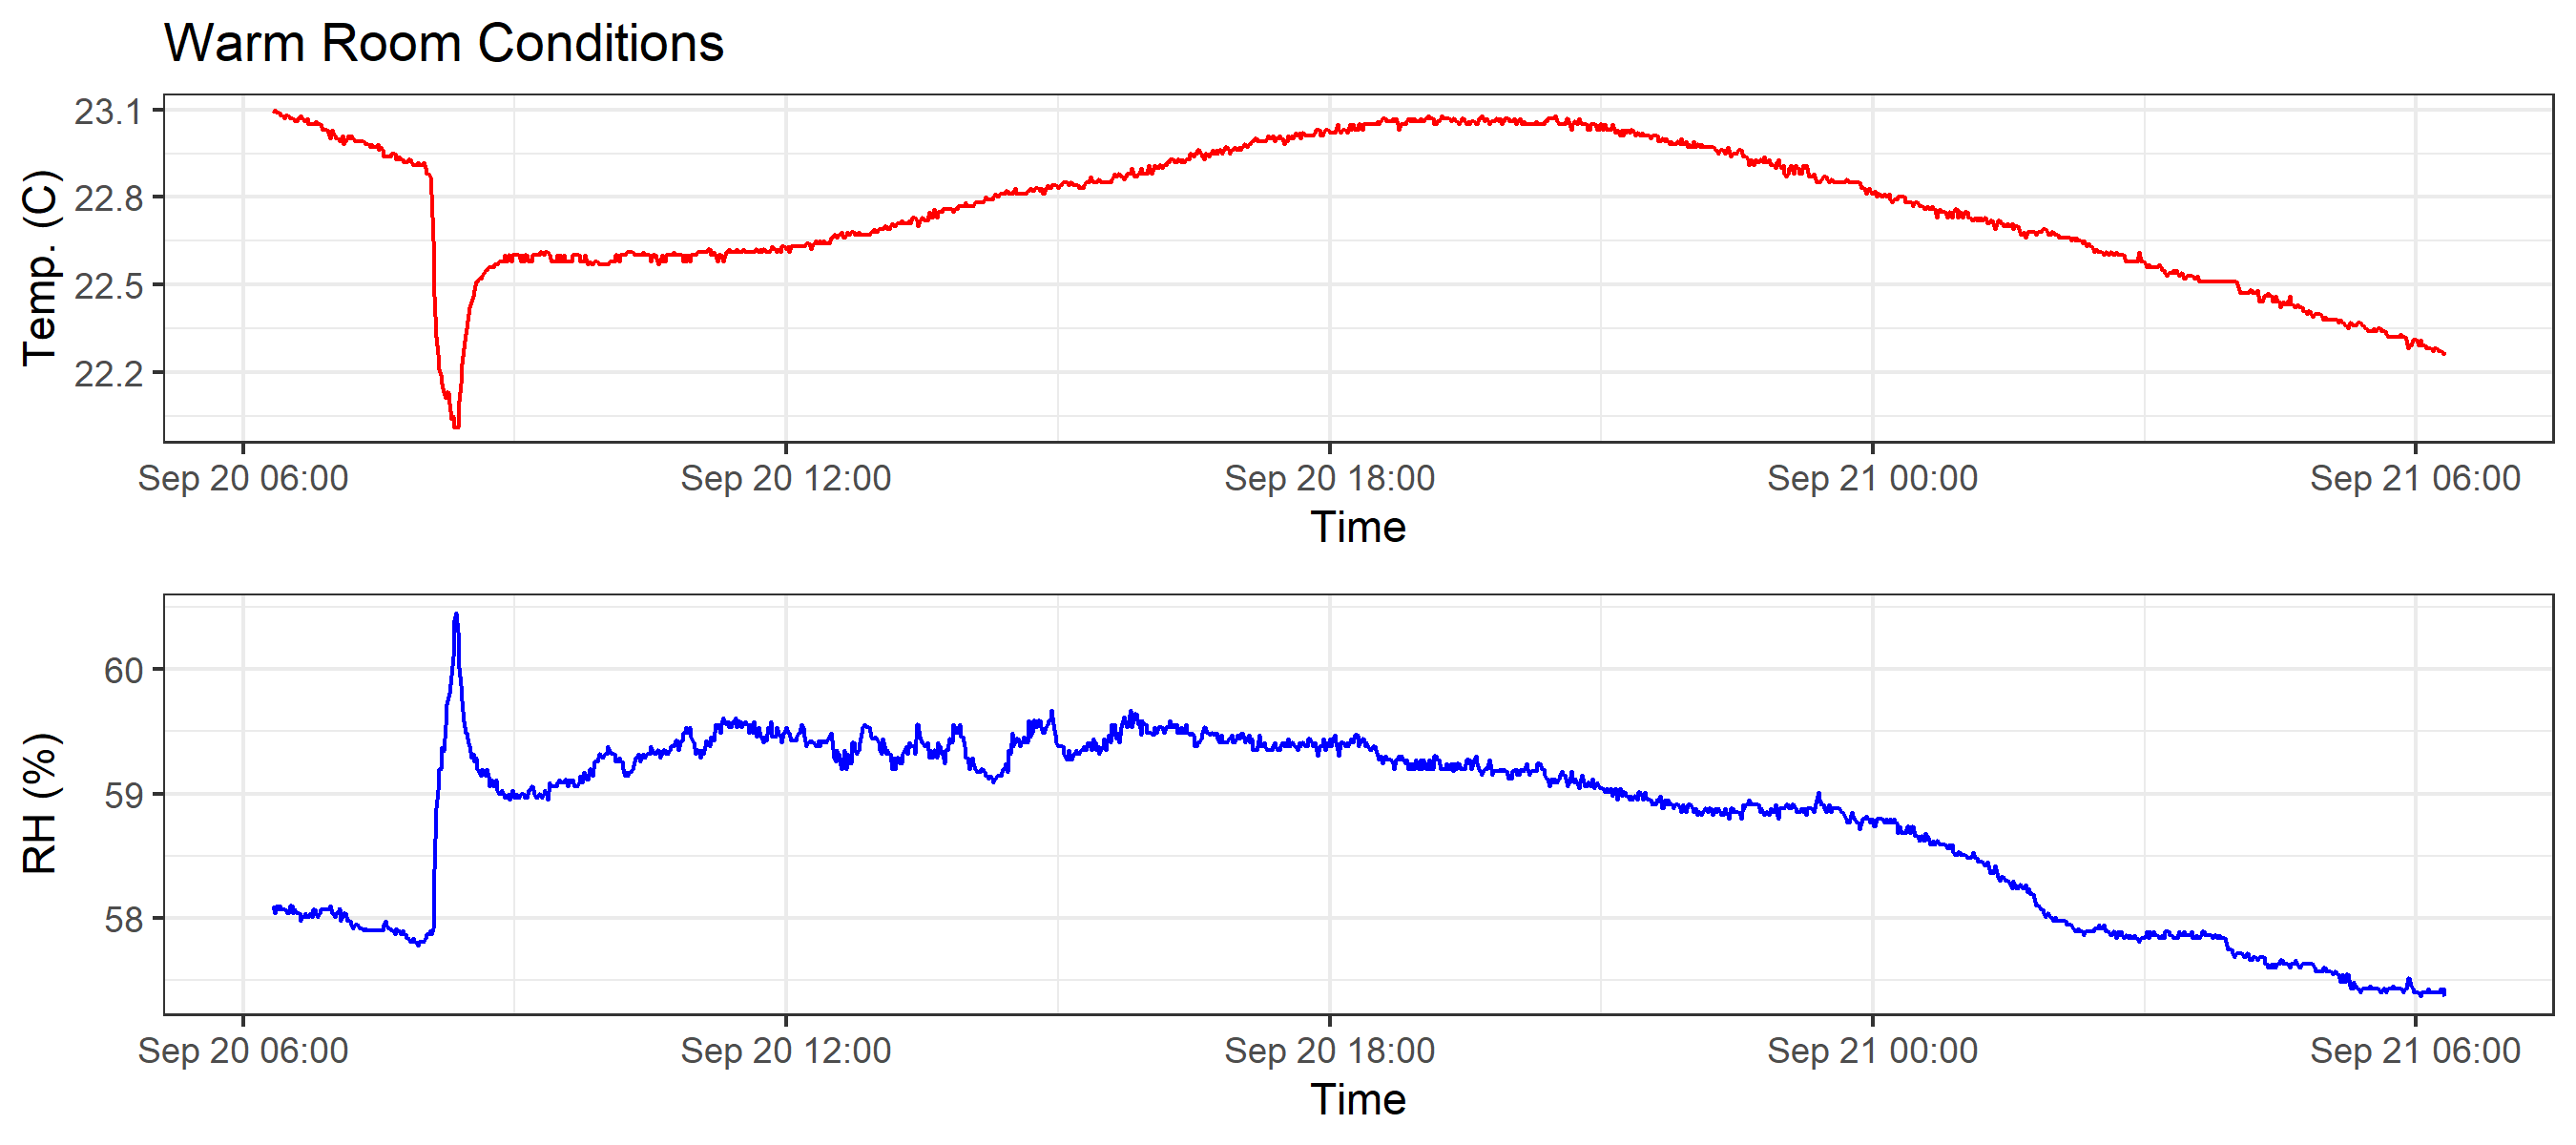 Warm Room Conditions
Temp. (C)
23.1
22.8
22.5
22.2
Sep 20 06:00 Sep 20 12:00 Sep 20 18:00 Sep 21 00:00 Sep 21 06:00
Time
RH (%)
60
59
58
Sep 20 06:00 Sep 20 12:00 Sep 20 18:00 Sep 21 00:00 Sep 21 06:00
Time